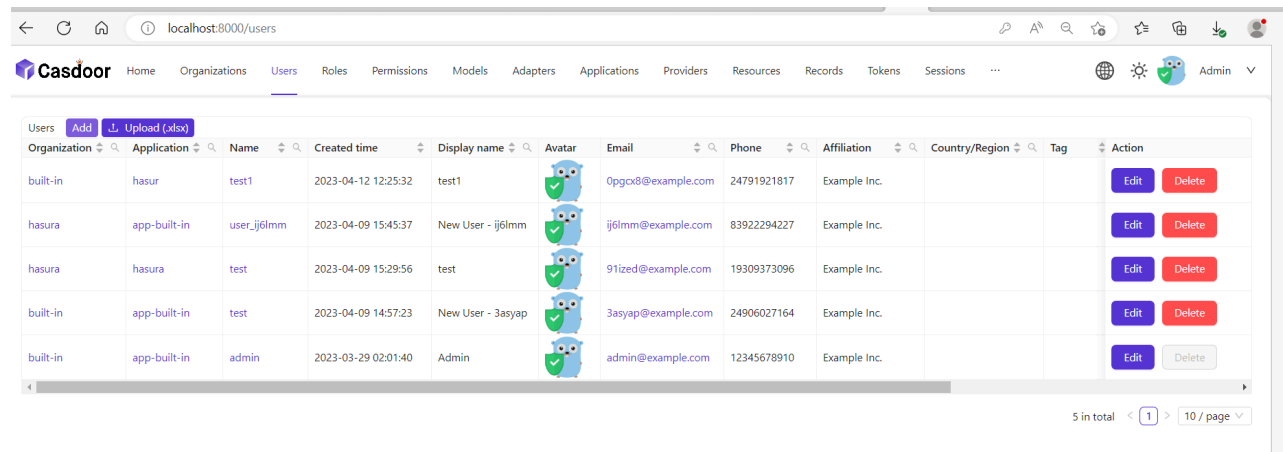 localhost:8000/users
Casdoor Home Organizations Users Roles Permissions Models Adapters Applications Providers Resources Records Tokens Sessions ··· Admin
Users Add Upload (.xlsx)
Organization Application Name Created time Display name Avatar Email Phone Affiliation Country/Region Tag Action
built-in hasur test1 2023-04-12 12:25:32 test1 0pgcx8@example.com 24791921817 Example Inc. Edit Delete
hasura app-built-in user_ij6lmm 2023-04-09 15:45:37 New User - ij6lmm ij6lmm@example.com 83922294227 Example Inc. Edit Delete
hasura hasura test 2023-04-09 15:29:56 test 91ized@example.com 19309373096 Example Inc. Edit Delete
built-in app-built-in test 2023-04-09 14:57:23 New User - 3asyap 3asyap@example.com 24906027164 Example Inc. Edit Delete
built-in app-built-in admin 2023-03-29 02:01:40 Admin admin@example.com 12345678910 Example Inc. Edit Delete
5 in total < 1 > 10 / page